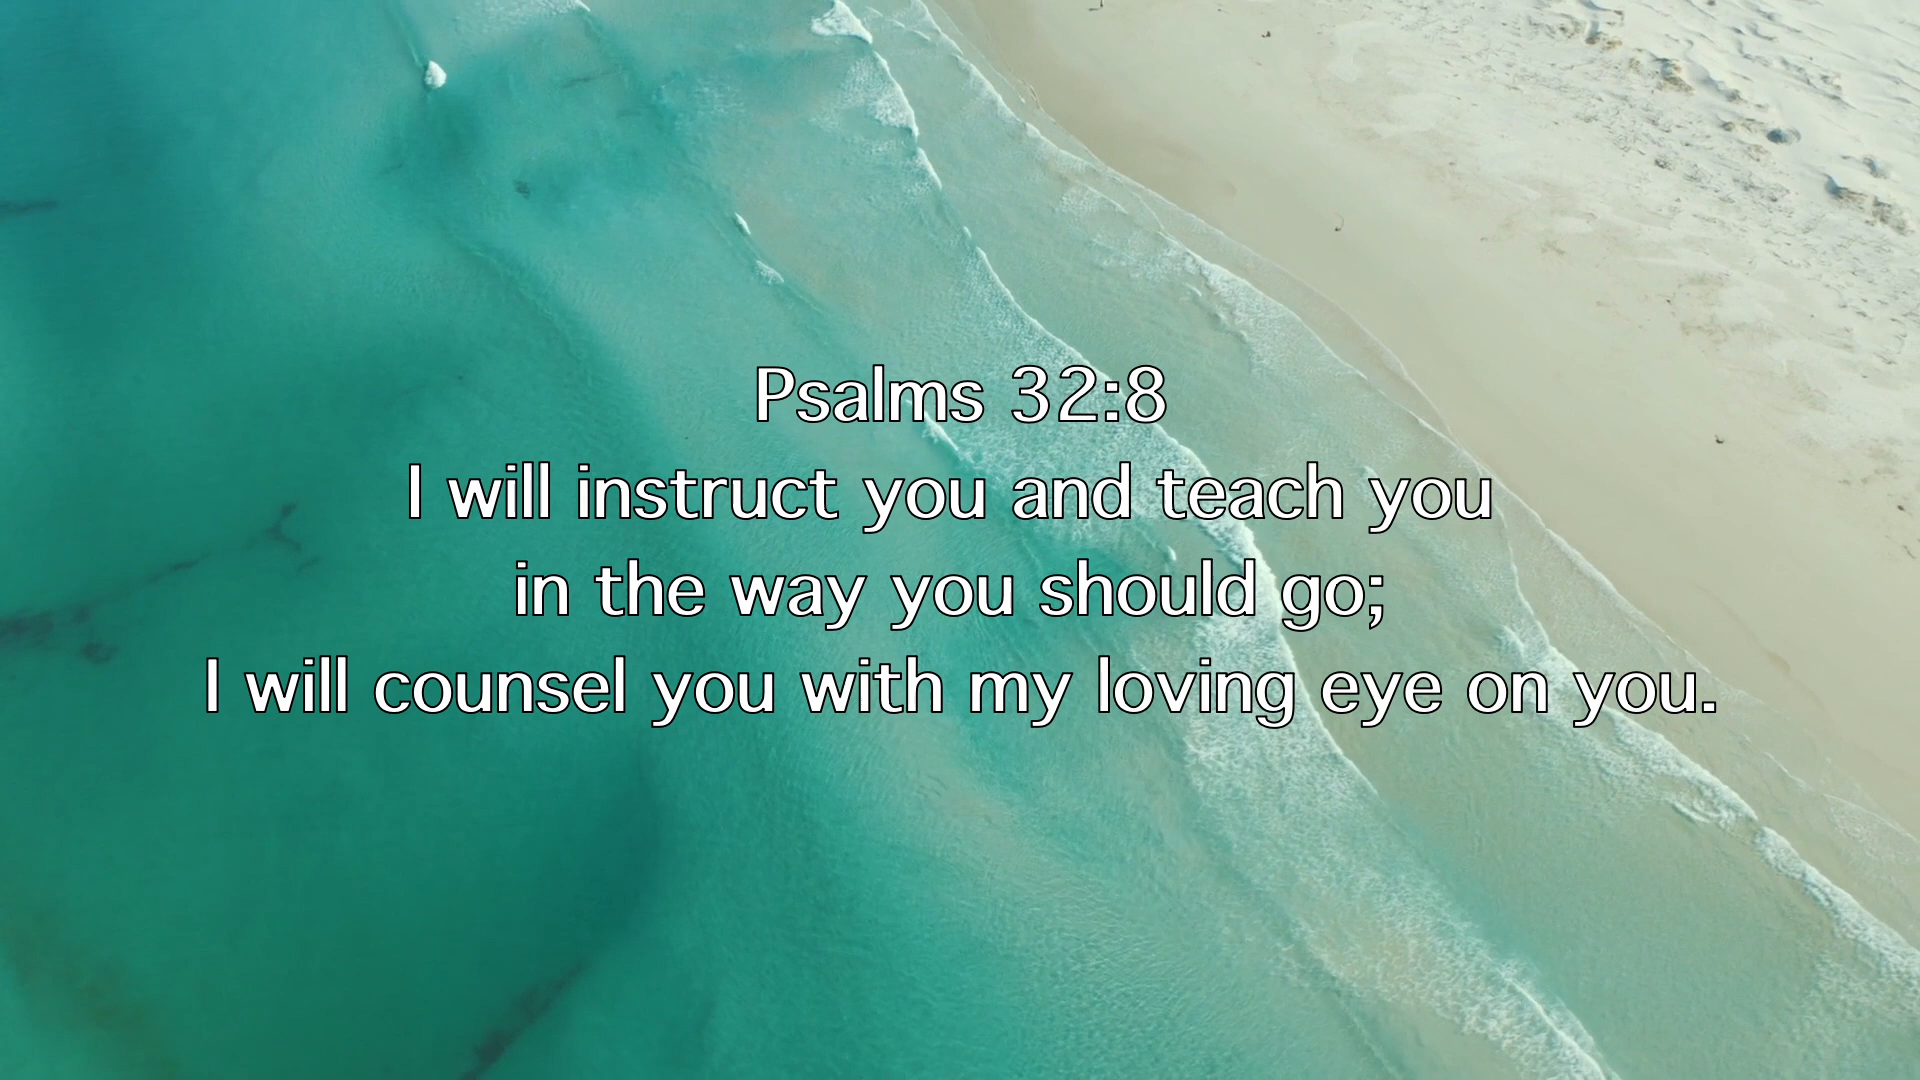 Psalms 32:8
I will instruct you and teach you
in the way you should go;
I will counsel you with my loving eye on you.